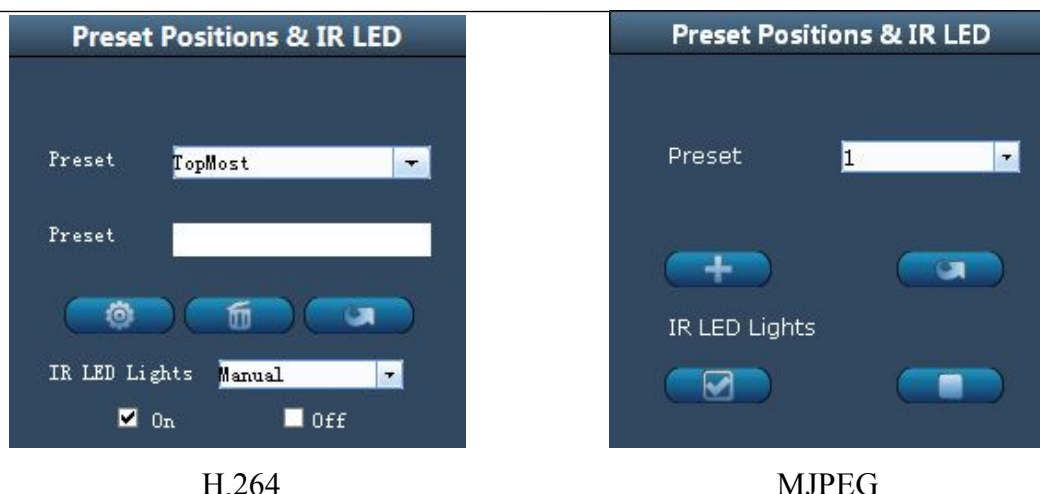 Preset Positions & IR LED
Preset TopMost
Preset
IR LED Lights Manual
On Off
H.264
Preset Positions & IR LED
Preset 1
IR LED Lights
MJPEG